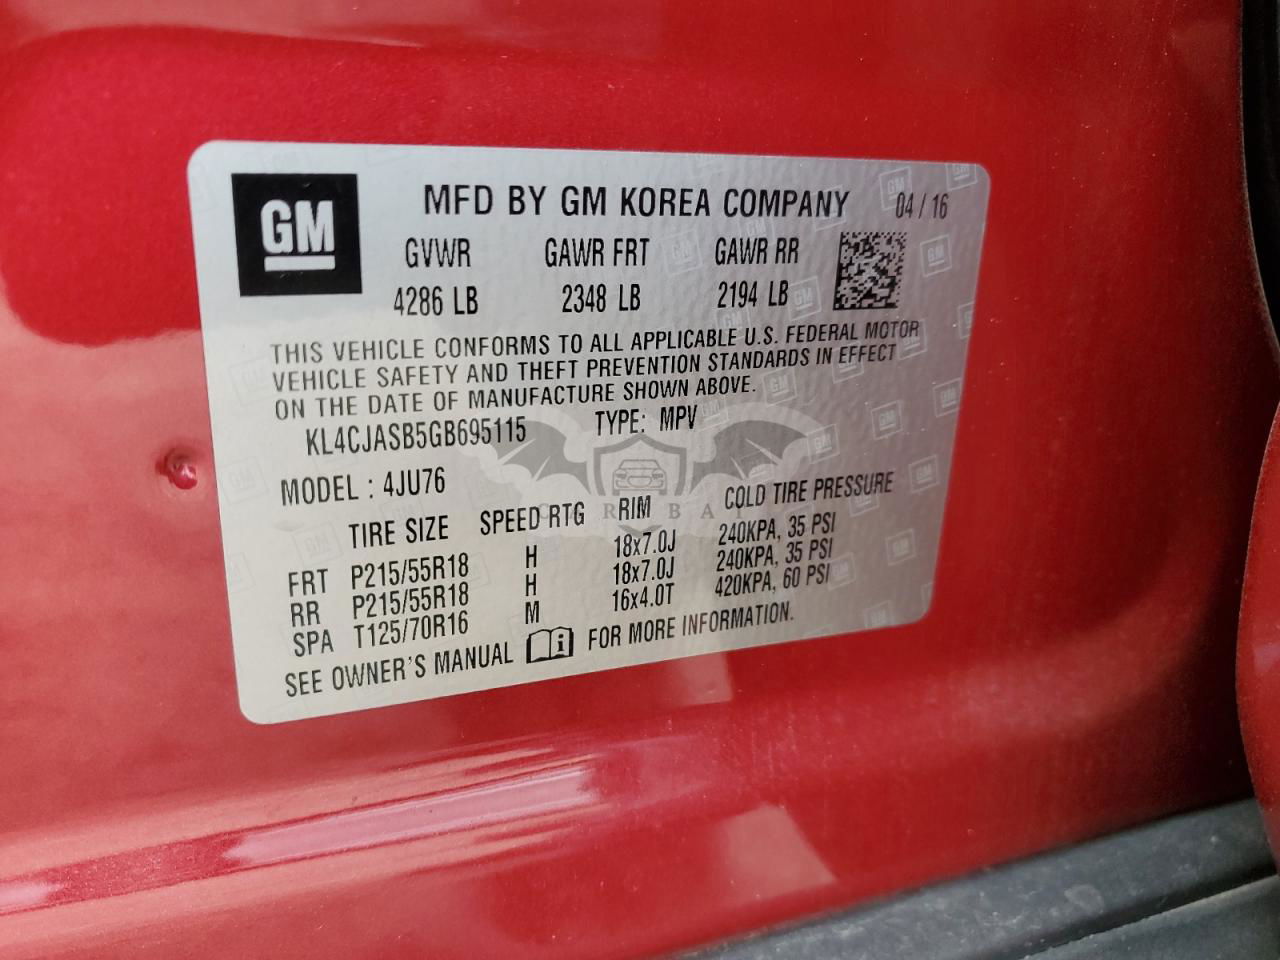 GM
MFD BY GM KOREA COMPANY 04 / 16
GVWR GAWR FRT GAWR RR
4286 LB 2348 LB 2194 LB
THIS VEHICLE CONFORMS TO ALL APPLICABLE U.S. FEDERAL MOTOR
VEHICLE SAFETY AND THEFT PREVENTION STANDARDS IN EFFECT
ON THE DATE OF MANUFACTURE SHOWN ABOVE.
KL4CJASB5GB695115 TYPE: MPV
MODEL : 4JU76
TIRE SIZE SPEED RTG RIM COLD TIRE PRESSURE
FRT P215/55R18 H 18x7.0J 240KPA, 35 PSI
RR P215/55R18 H 18x7.0J 240KPA, 35 PSI
SPA T125/70R16 M 16x4.0T 420KPA, 60 PSI
SEE OWNER'S MANUAL FOR MORE INFORMATION.